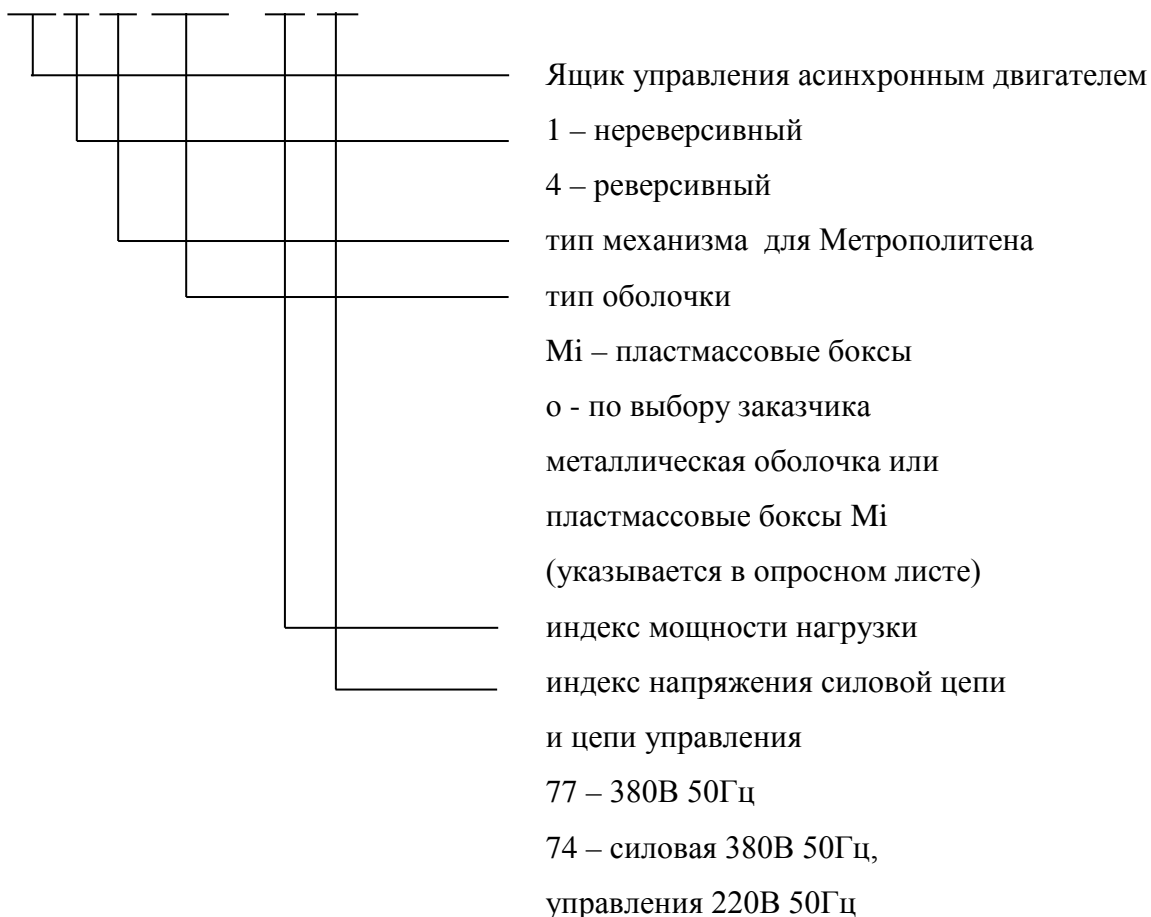 Ящик управления асинхронным двигателем
1 – нереверсивный
4 – реверсивный
тип механизма для Метрополитена
тип оболочки
Mi – пластмассовые боксы
о - по выбору заказчика
металлическая оболочка или
пластмассовые боксы Mi
(указывается в опросном листе)
индекс мощности нагрузки
индекс напряжения силовой цепи
и цепи управления
77 – 380В 50Гц
74 – силовая 380В 50Гц,
управления 220В 50Гц